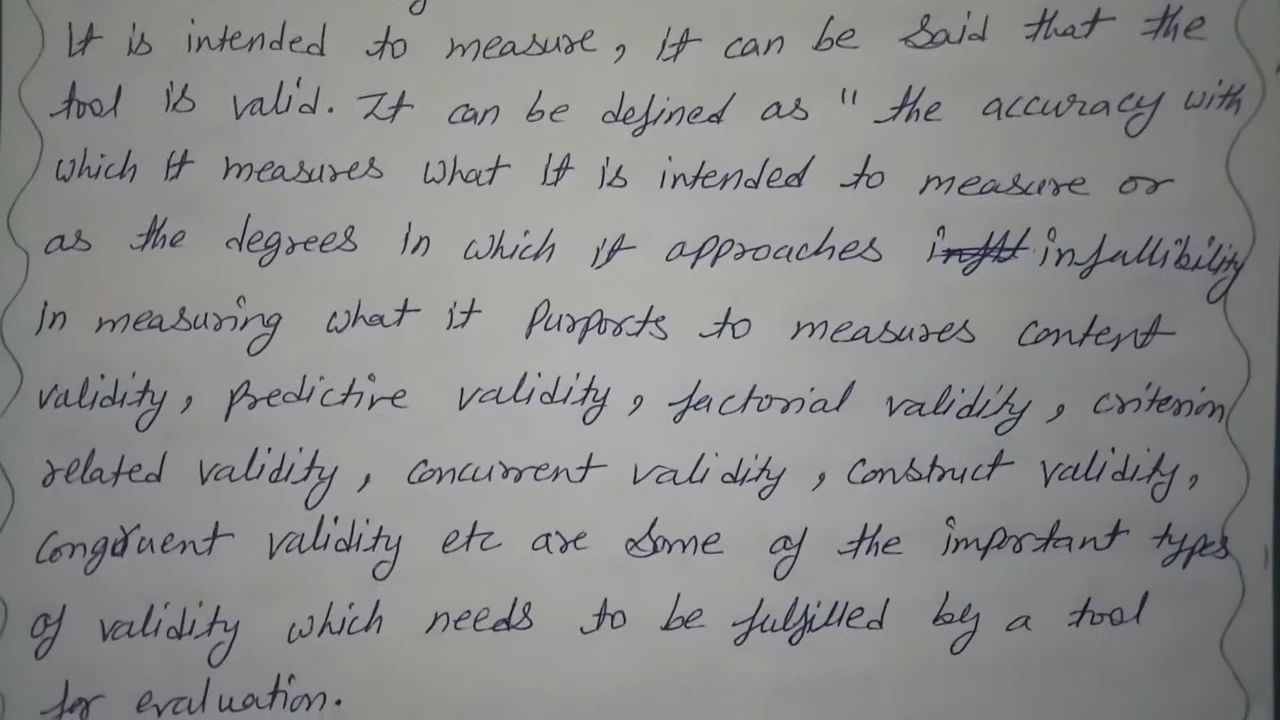 It is intended to measure, it can be said that the
tool is valid. It can be defined as " the accuracy with
which it measures what it is intended to measure or
as the degrees in which it approaches infallibility
in measuring what it purports to measures content
validity, predictive validity, factorial validity, criterion
related validity, concurrent validity, construct validity,
congruent validity etc are some of the important types
of validity which needs to be fulfilled by a tool
for evaluation.